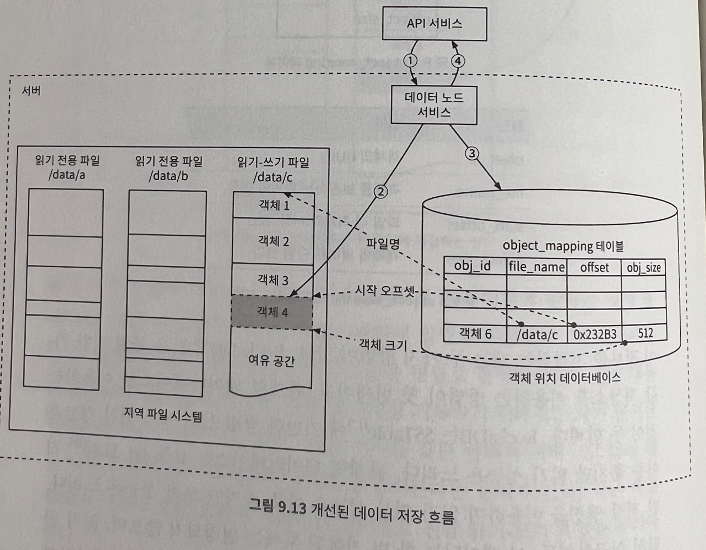 API 서비스
① ④
서버
데이터 노드
서비스
③
②
읽기 전용 파일
/data/a
읽기 전용 파일
/data/b
읽기-쓰기 파일
/data/c
객체 1
객체 2
객체 3
객체 4
여유 공간
지역 파일 시스템
파일명
시작 오프셋
객체 크기
object_mapping 테이블
obj_id file_name offset obj_size
객체 6 /data/c 0x232B3 512
객체 위치 데이터베이스
그림 9.13 개선된 데이터 저장 흐름